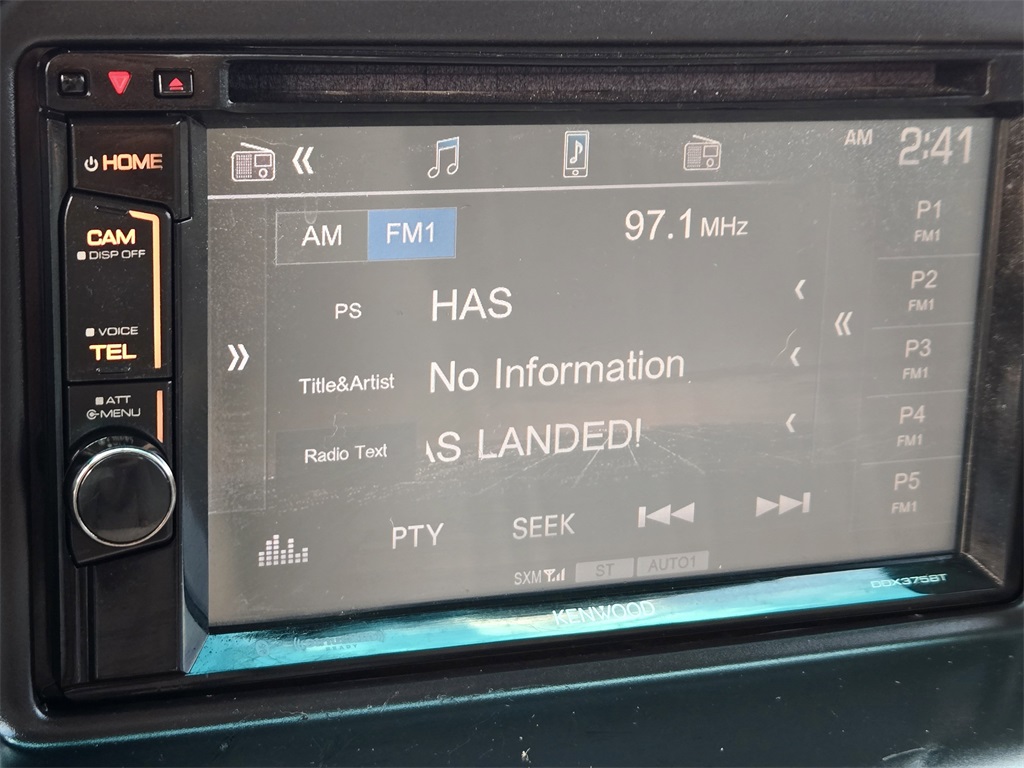 AM 2:41
HOME
AM FM1 97.1 MHz
P1
FM1
CAM
DISP OFF
PS HAS
P2
FM1
VOICE
TEL
Title&Artist No Information
P3
FM1
ATT
MENU
Radio Text AS LANDED!
P4
FM1
PTY SEEK
P5
FM1
SXM ST AUTO1
KENWOOD
DDX375BT